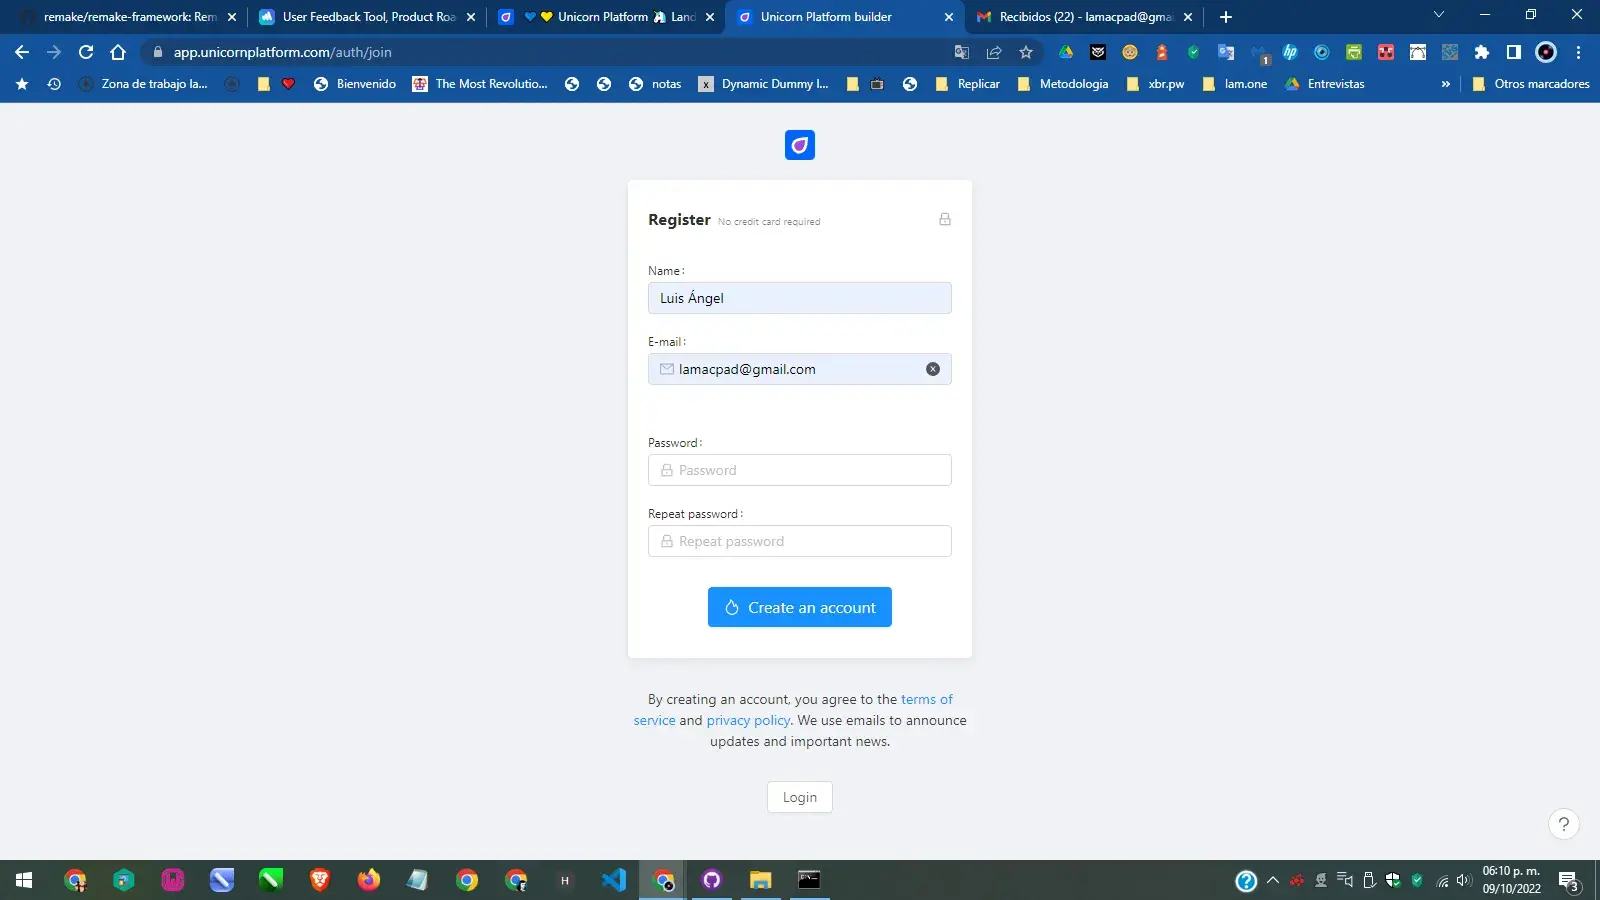 remake/remake-framework: Rem
User Feedback Tool, Product Roa
Unicorn Platform 🦄 Land
Unicorn Platform builder
Recibidos (22) - lamacpad@gmai
app.unicornplatform.com/auth/join
1
Zona de trabajo la...
Bienvenido
The Most Revolutio...
notas
Dynamic Dummy I...
Replicar
Metodologia
xbr.pw
lam.one
Entrevistas
»
Otros marcadores
Register No credit card required
Name:
Luis Ángel
E-mail:
lamacpad@gmail.com
Password:
Password
Repeat password:
Repeat password
Create an account
By creating an account, you agree to the terms of
service and privacy policy. We use emails to announce
updates and important news.
Login
?
H
06:10 p. m.
09/10/2022
3